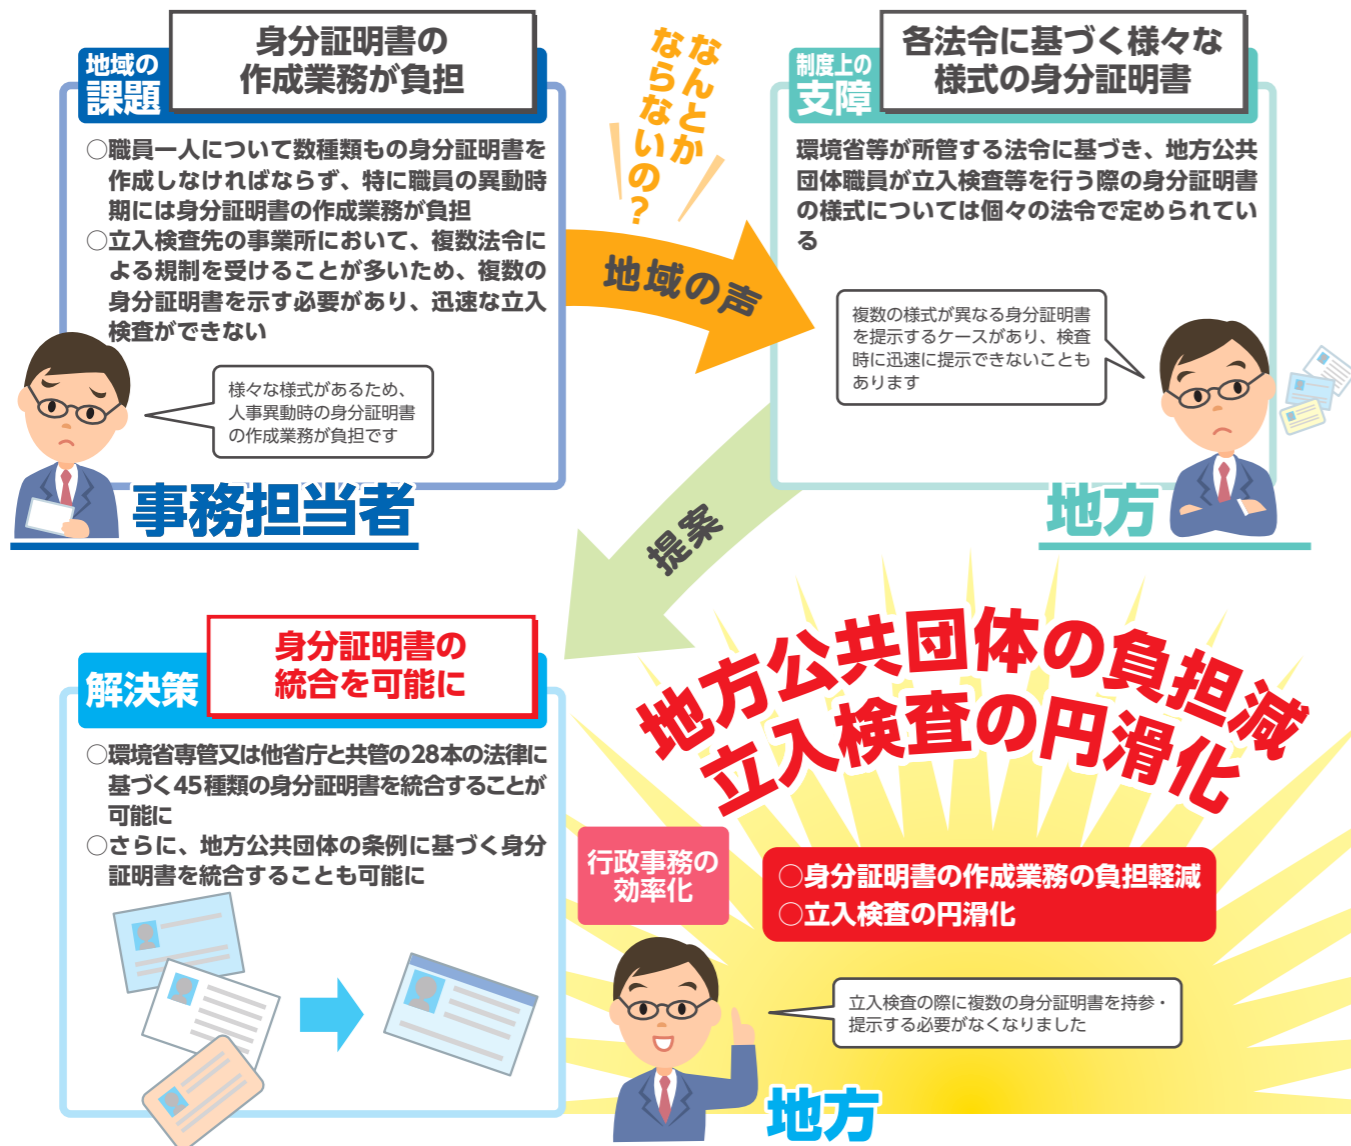 地域の
課題
身分証明書の
作成業務が負担
○職員一人について数種類もの身分証明書を
作成しなければならず、特に職員の異動時
期には身分証明書の作成業務が負担
○立入検査先の事業所において、複数法令に
よる規制を受けることが多いため、複数の
身分証明書を示す必要があり、迅速な立入
検査ができない
様々な様式があるため、
人事異動時の身分証明書
の作成業務が負担です
事務担当者
なんとか
ならないの?
地域の声
制度上の
支障
各法令に基づく様々な
様式の身分証明書
環境省等が所管する法令に基づき、地方公共
団体職員が立入検査等を行う際の身分証明書
の様式については個々の法令で定められてい
る
複数の様式が異なる身分証明書
を提示するケースがあり、検査
時に迅速に提示できないことも
あります
地方
提案
解決策
身分証明書の
統合を可能に
○環境省専管又は他省庁と共管の28本の法律に
基づく45種類の身分証明書を統合することが
可能に
○さらに、地方公共団体の条例に基づく身分
証明書を統合することも可能に
地方公共団体の負担減
立入検査の円滑化
行政事務の
効率化
○身分証明書の作成業務の負担軽減
○立入検査の円滑化
立入検査の際に複数の身分証明書を持参・
提示する必要がなくなりました
地方